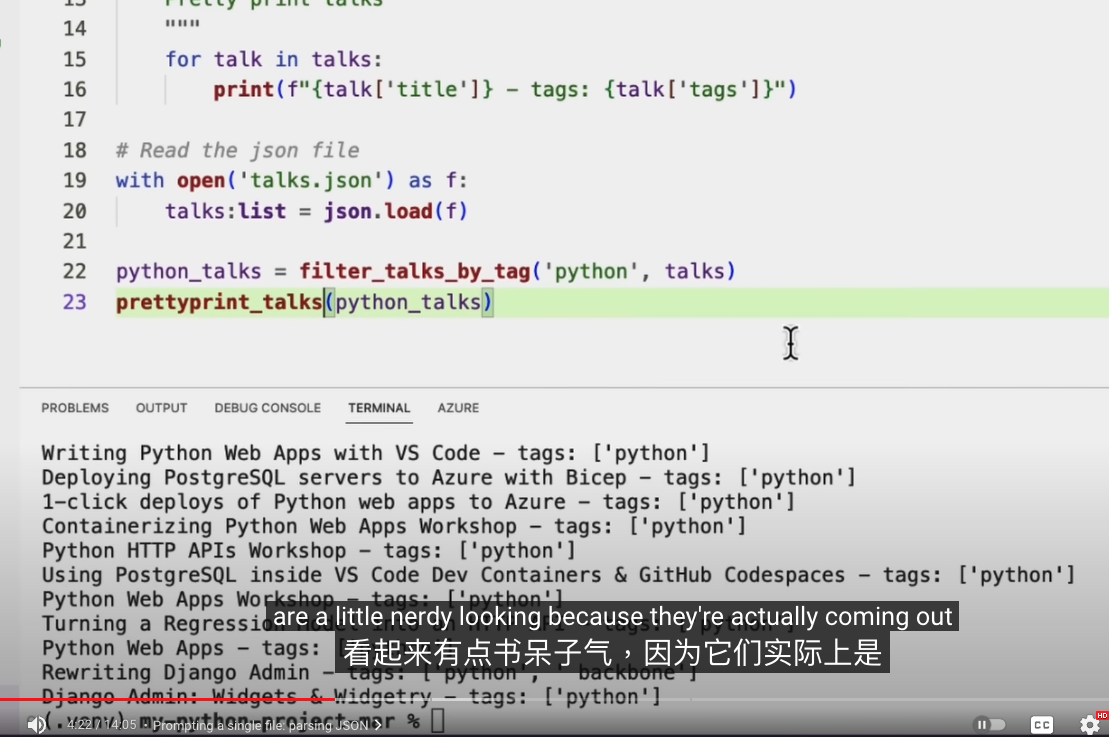 13 Pretty print talks
14 """
15 for talk in talks:
16 print(f"{talk['title']} – tags: {talk['tags']}")
17
18 # Read the json file
19 with open('talks.json') as f:
20 talks:list = json.load(f)
21
22 python_talks = filter_talks_by_tag('python', talks)
23 prettyprint_talks(python_talks)
PROBLEMS OUTPUT DEBUG CONSOLE TERMINAL AZURE
Writing Python Web Apps with VS Code – tags: ['python']
Deploying PostgreSQL servers to Azure with Bicep – tags: ['python']
1–click deploys of Python web apps to Azure – tags: ['python']
Containerizing Python Web Apps Workshop – tags: ['python']
Python HTTP APIs Workshop – tags: ['python']
Using PostgreSQL inside VS Code Dev Containers & GitHub Codespaces – tags: ['python']
Python Web Apps Workshop – tags: ['python']
are a little nerdy looking because they're actually coming out
Turning a Regression
Python Web Apps – tags:
看起来有点书呆子气，因为它们实际上是
Rewriting Django Admin – tags: ['python', 'backbone']
Django Admin: Widgets & Widgetry – tags: ['python']
4:22 / 14:05 • Prompting a single file: parsing JSON >
%
CC
HD